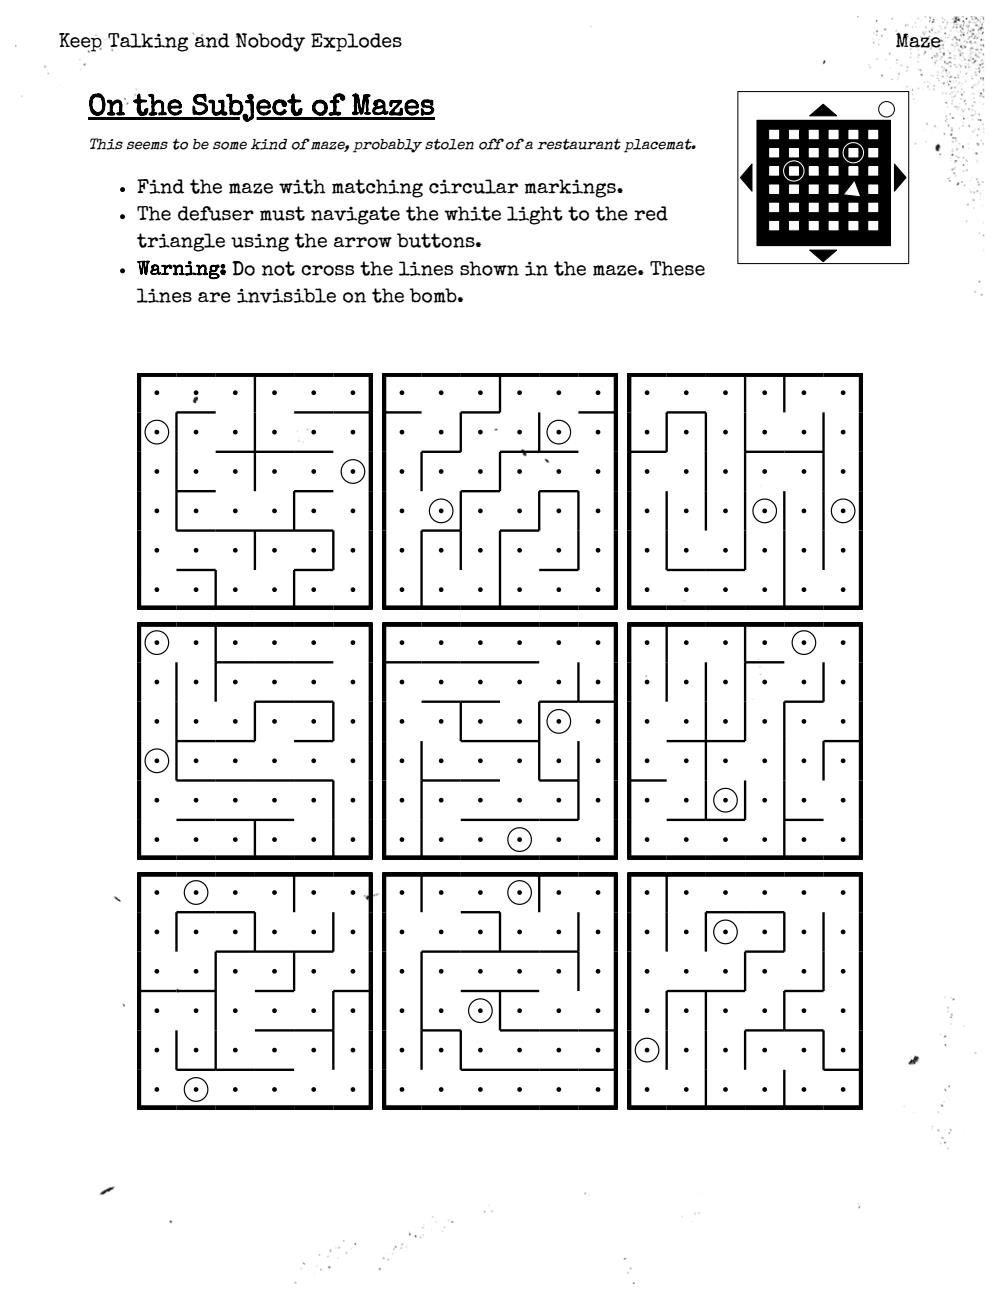 Keep Talking and Nobody Explodes
Maze
On the Subject of Mazes
This seems to be some kind of maze, probably stolen off of a restaurant placemat.
• Find the maze with matching circular markings.
• The defuser must navigate the white light to the red
triangle using the arrow buttons.
• Warning: Do not cross the lines shown in the maze. These
lines are invisible on the bomb.